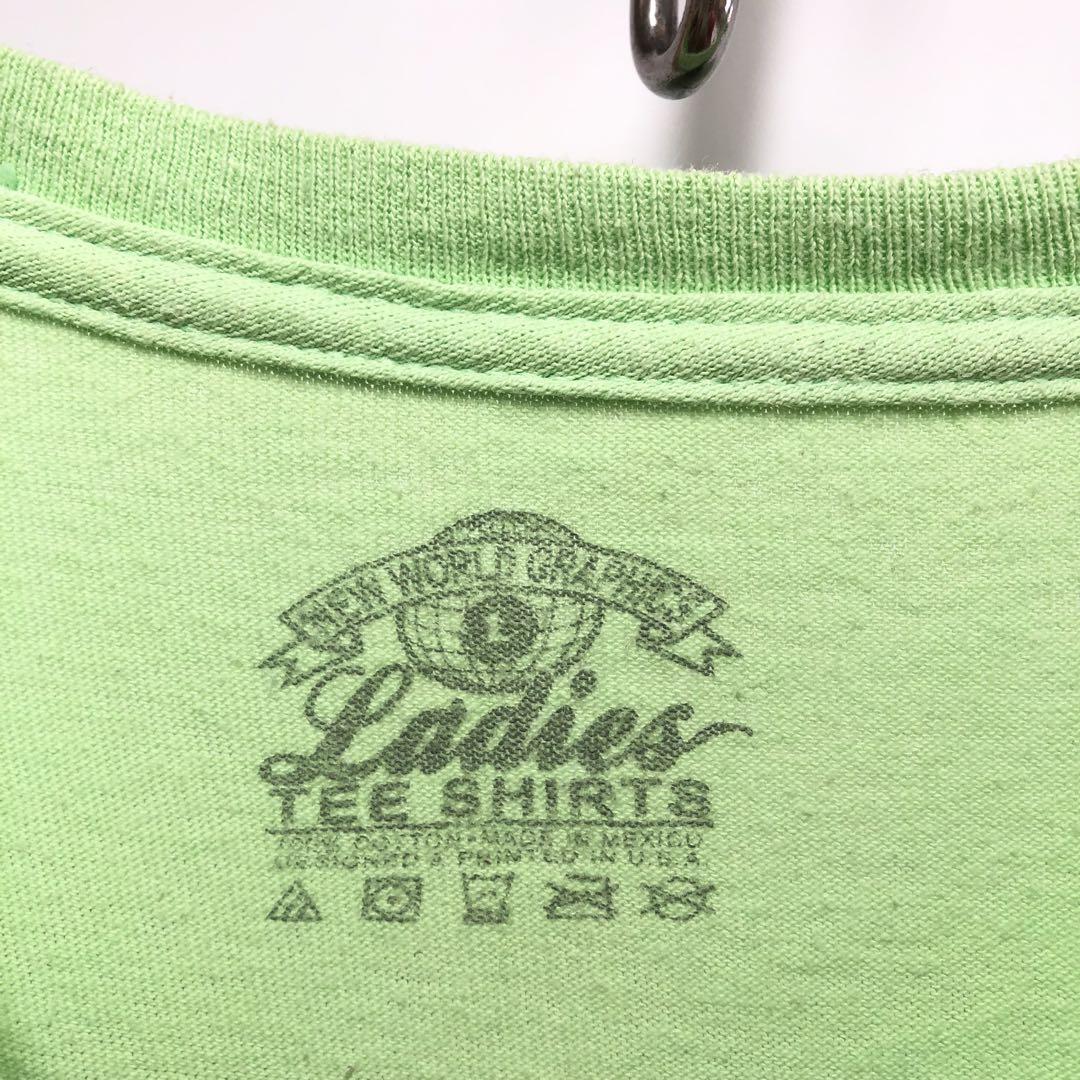 NEW WORLD GRAPHICS
L
Ladies
TEE SHIRTS
100% COTTON • MADE IN MEXICO
DESIGNED & PRINTED IN U.S.A.